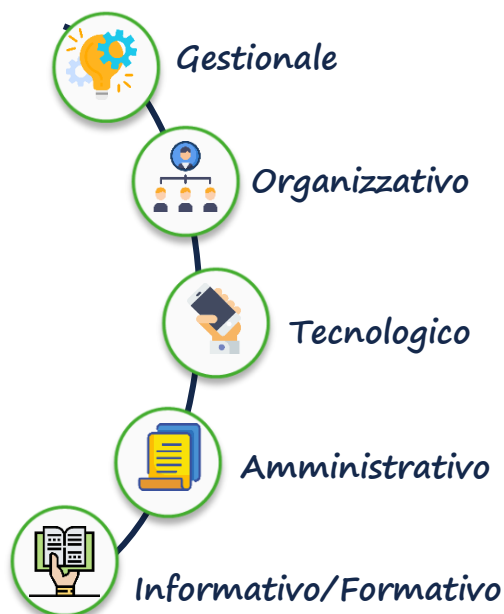 Gestionale
Organizzativo
Tecnologico
Amministrativo
Informativo/Formativo